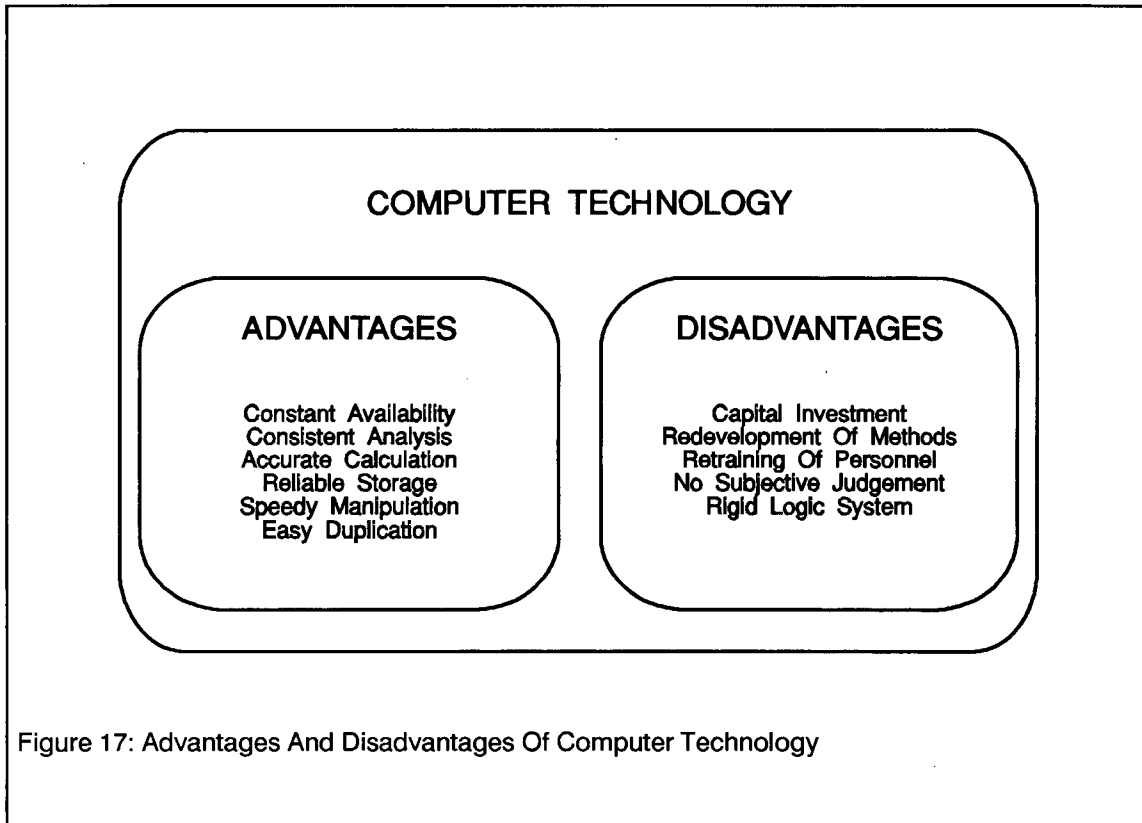 COMPUTER TECHNOLOGY
ADVANTAGES
Constant Availability
Consistent Analysis
Accurate Calculation
Reliable Storage
Speedy Manipulation
Easy Duplication
DISADVANTAGES
Capital Investment
Redevelopment Of Methods
Retraining Of Personnel
No Subjective Judgement
Rigid Logic System
Figure 17: Advantages And Disadvantages Of Computer Technology